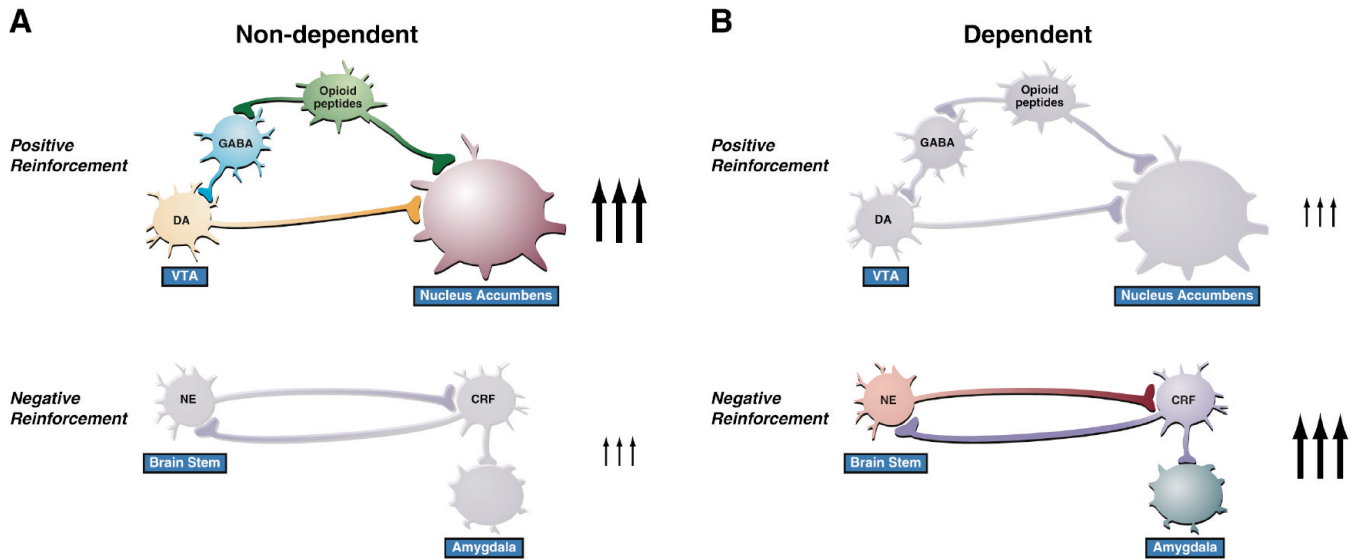 A
Non-dependent
Positive
Reinforcement
Opioid
peptides
GABA
DA
VTA
Nucleus Accumbens
Negative
Reinforcement
NE
CRF
Brain Stem
Amygdala
B
Dependent
Positive
Reinforcement
Opioid
peptides
GABA
DA
VTA
Nucleus Accumbens
Negative
Reinforcement
NE
CRF
Brain Stem
Amygdala